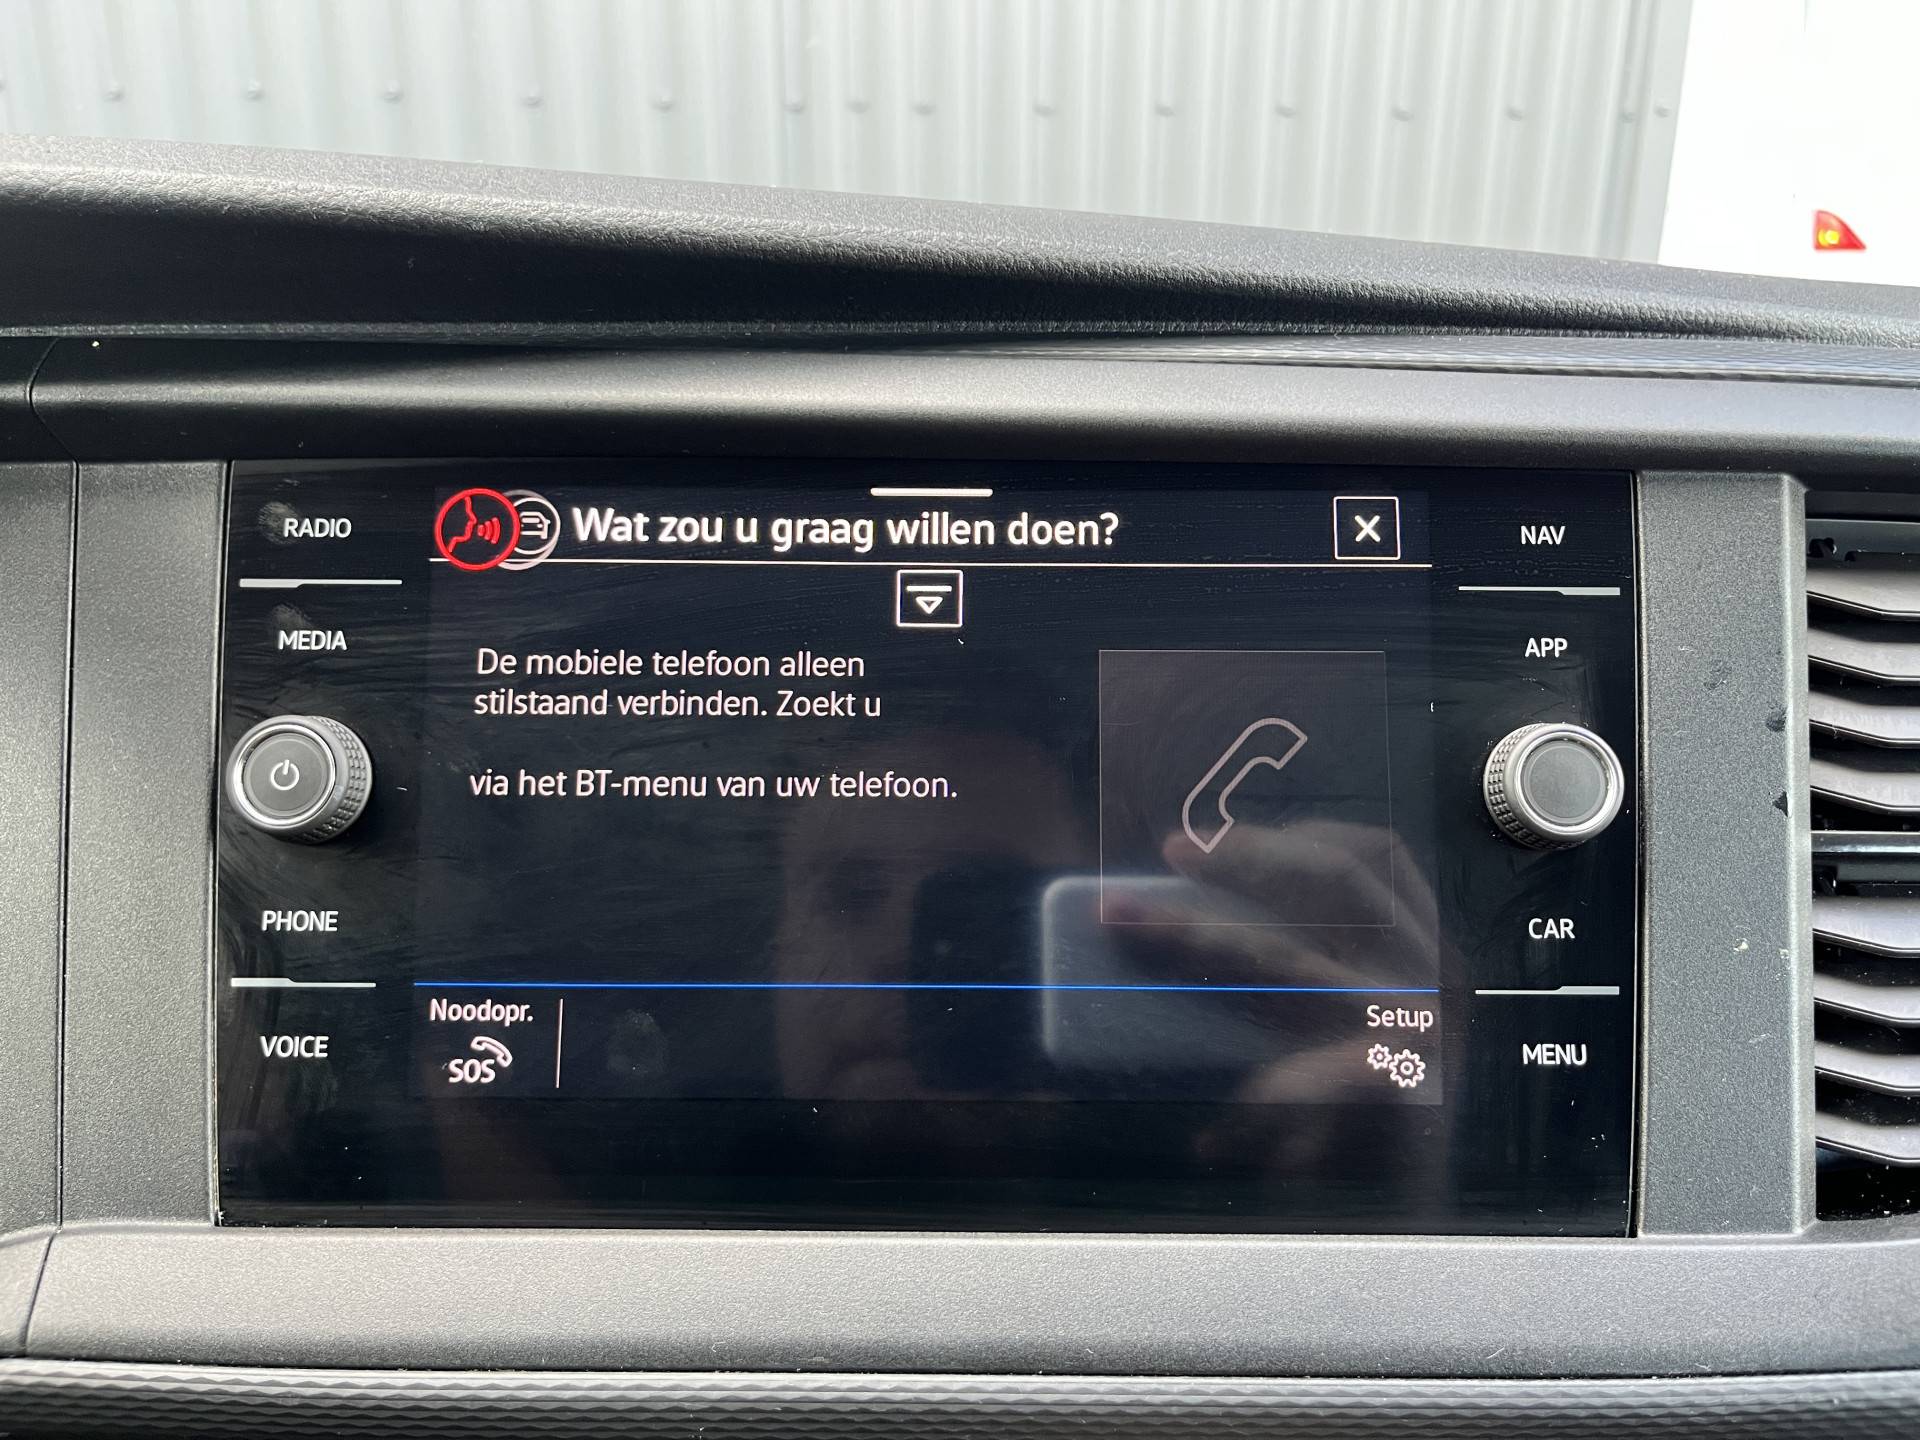 RADIO
MEDIA
PHONE
VOICE
Wat zou u graag willen doen?
De mobiele telefoon alleen
stilstaand verbinden. Zoekt u
via het BT-menu van uw telefoon.
Noodopr.
SOS
Setup
NAV
APP
CAR
MENU